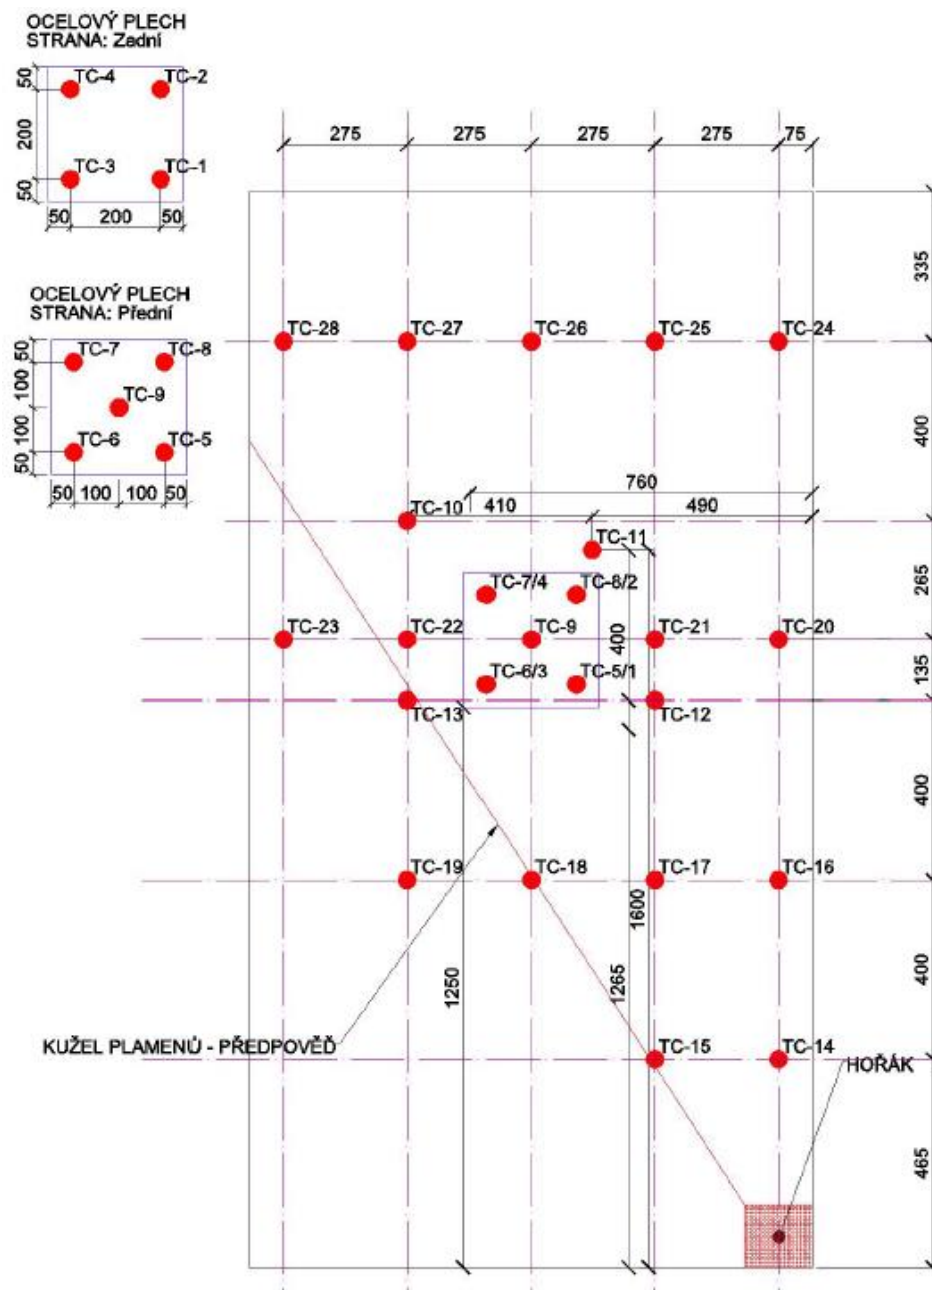 OCELOVÝ PLECH
STRANA: Zadní
50
TC-4
TC-2
200
TC-3
TC-1
50
50
200
50
OCELOVÝ PLECH
STRANA: Přední
50
TC-7
TC-8
100
TC-9
100
TC-6
TC-5
50
50
100
100
50
275
275
275
275
75
335
TC-28
TC-27
TC-26
TC-25
TC-24
400
760
TC-10
410
490
TC-11
265
TC-7/4
TC-8/2
TC-23
TC-22
TC-9
400
TC-21
TC-20
TC-6/3
TC-5/1
135
TC-13
TC-12
400
TC-19
TC-18
TC-17
TC-16
1600
400
1250
1265
KUŽEL PLAMENŮ - PŘEDPOVĚĎ
TC-15
TC-14
HOŘÁK
465